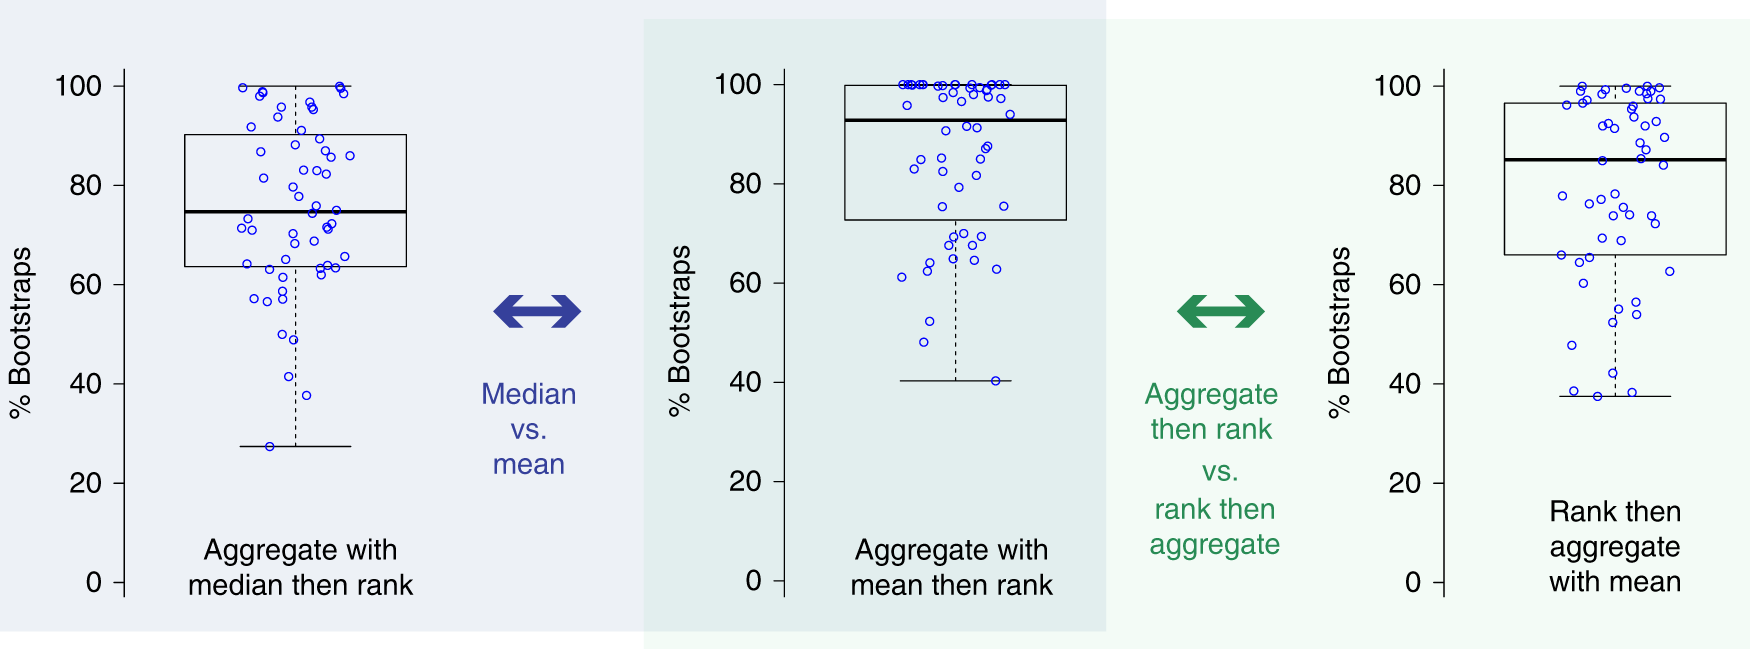 % Bootstraps
100
80
60
40
20
0
Aggregate with
median then rank
Median
vs.
mean
% Bootstraps
100
80
60
40
20
0
Aggregate with
mean then rank
Aggregate
then rank
vs.
rank then
aggregate
% Bootstraps
100
80
60
40
20
0
Rank then
aggregate
with mean